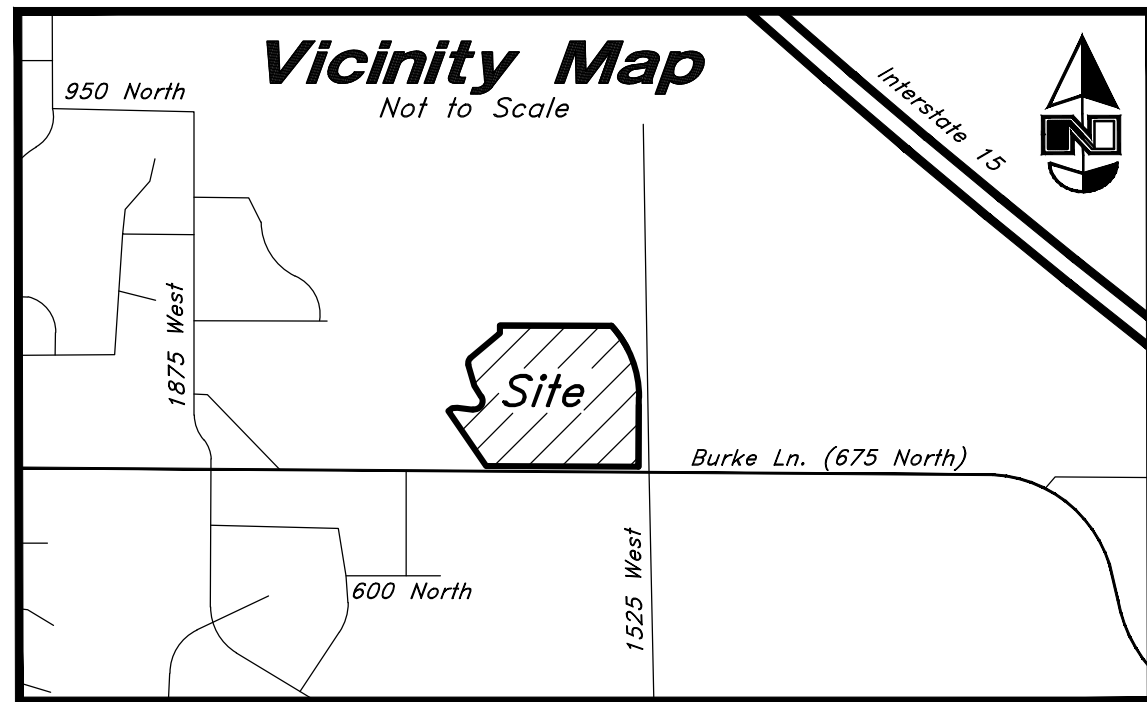 Vicinity Map
Not to Scale
950 North
Interstate 15
N
1875 West
Site
Burke Ln. (675 North)
600 North
1525 West